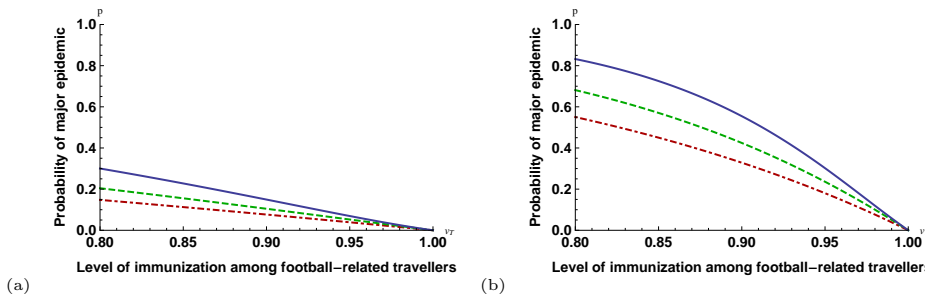 p
1.0
0.8
0.6
0.4
0.2
0.0
Probability of major epidemic
0.80 0.85 0.90 0.95 1.00
v_T
Level of immunization among football-related travellers
(a)
p
1.0
0.8
0.6
0.4
0.2
0.0
Probability of major epidemic
0.80 0.85 0.90 0.95 1.00
v
Level of immunization among football-related travellers
(b)